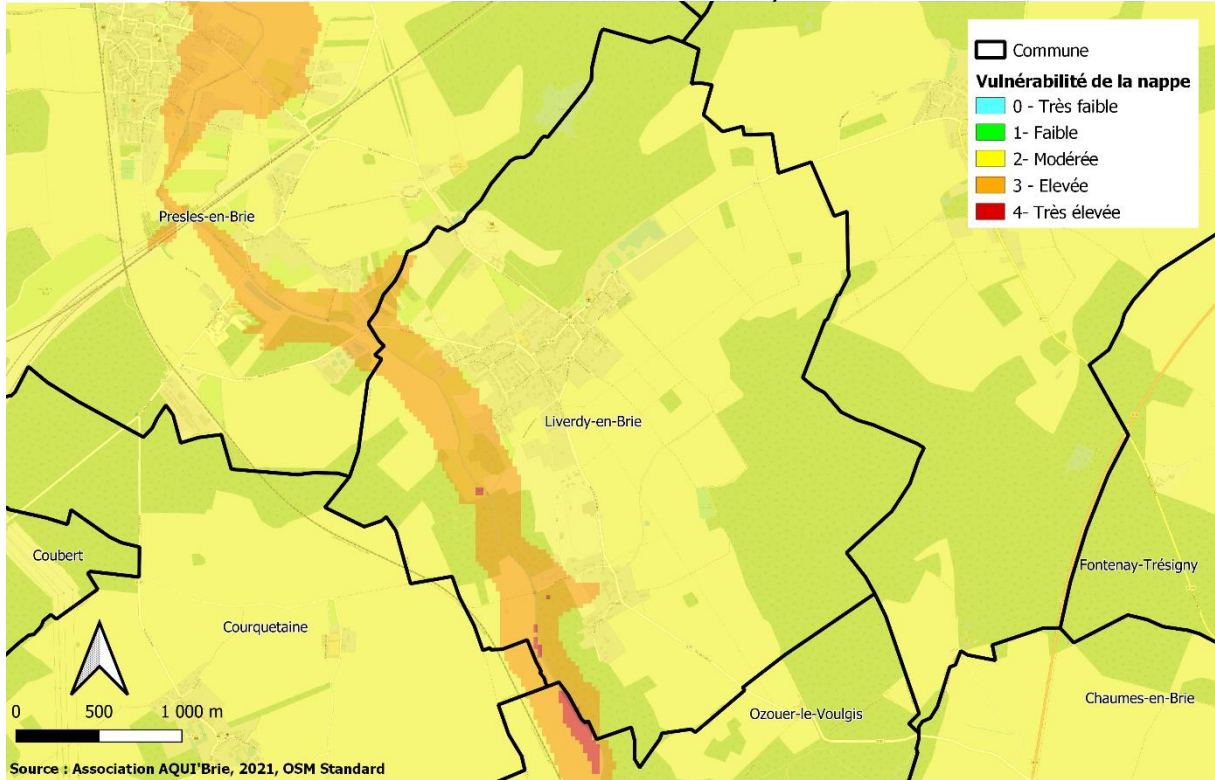 Commune
Vulnérabilité de la nappe
0 - Très faible
1- Faible
2- Modérée
3 - Elevée
4- Très élevée
Presles-en-Brie
Liverdy-en-Brie
Coubert
Fontenay-Trésigny
Courquetaine
Chaumes-en-Brie
Ozouer-le-Voulgis
0 500 1 000 m
Source : Association AQUI'Brie, 2021, OSM Standard